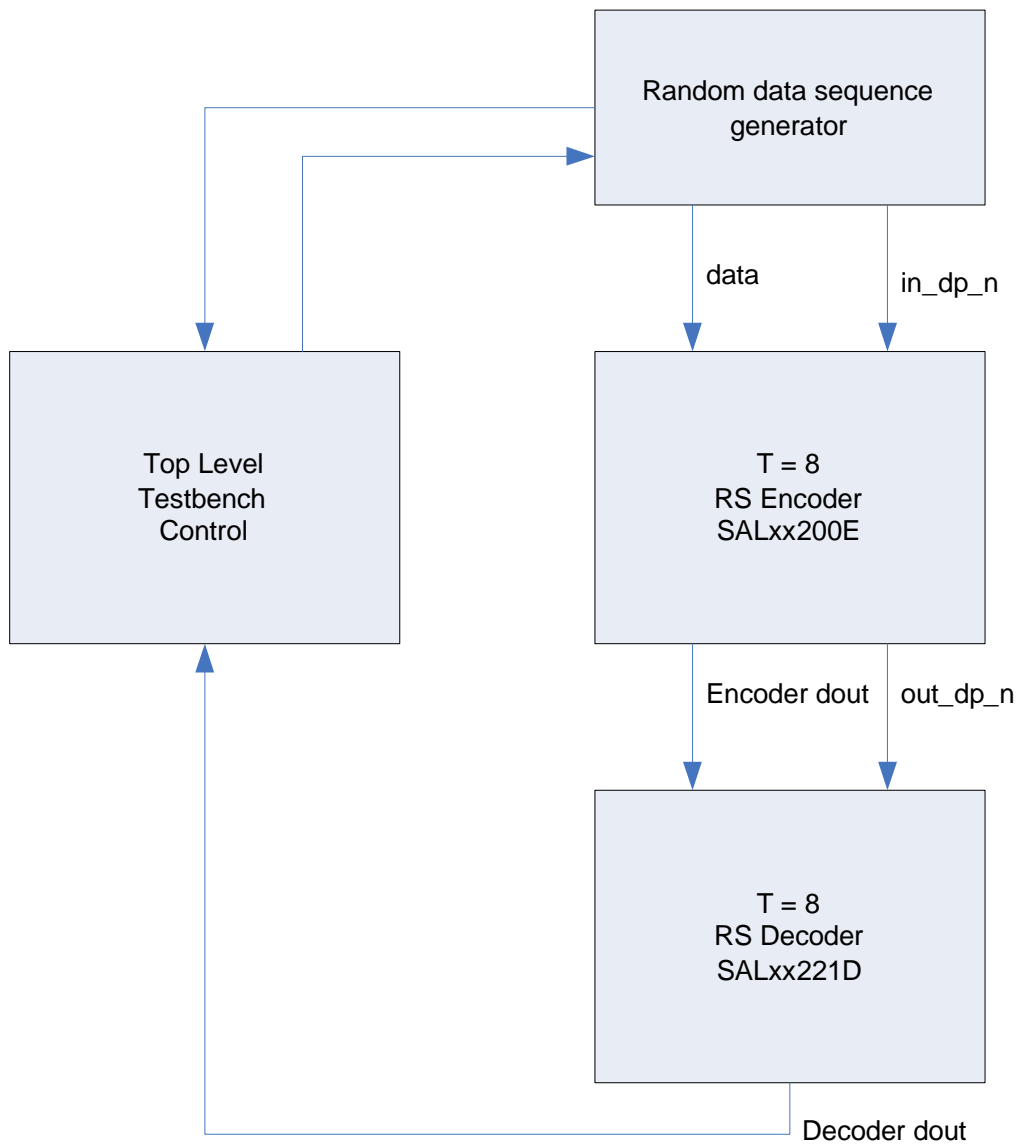 Random data sequence
generator
data
in_dp_n
Top Level
Testbench
Control
T = 8
RS Encoder
SALxx200E
Encoder dout
out_dp_n
T = 8
RS Decoder
SALxx221D
Decoder dout